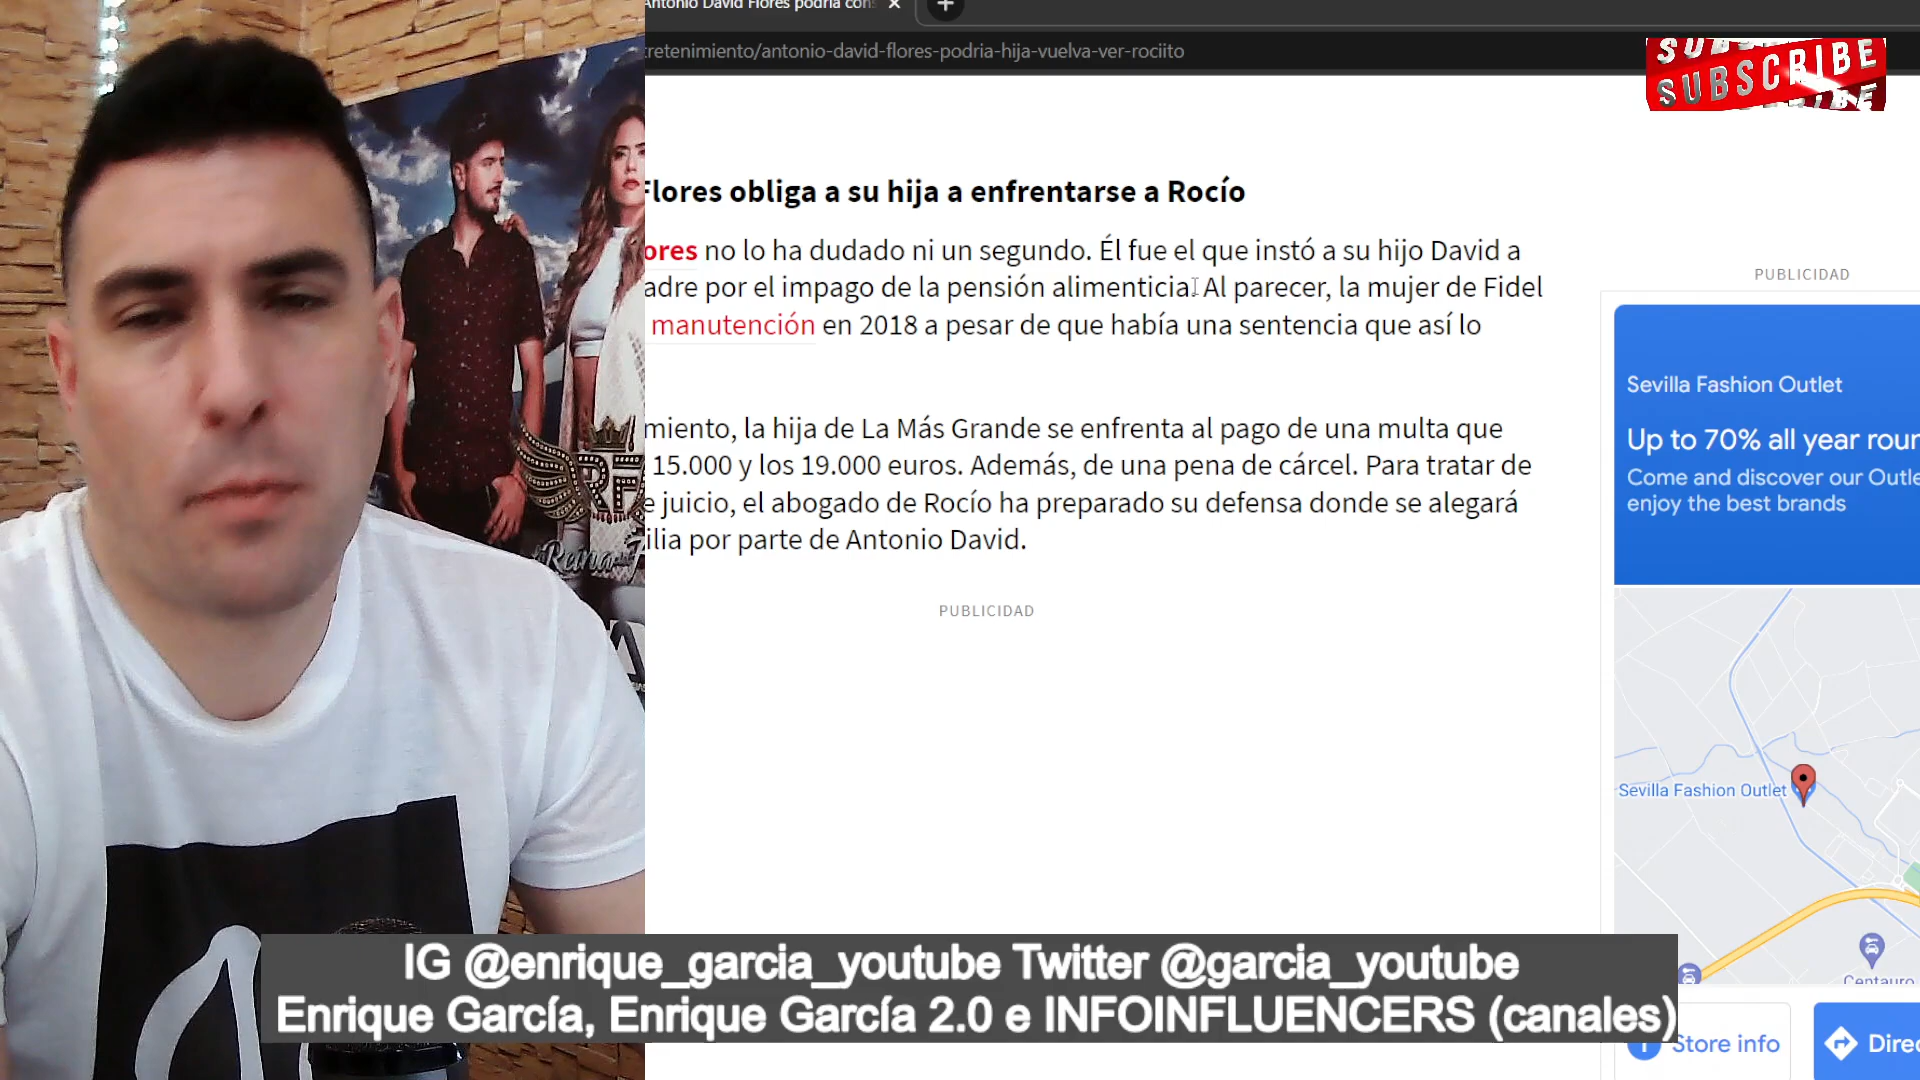 Antonio David Flores podría con
tretenimiento/antonio-david-flores-podria-hija-vuelva-ver-rociito
SUBSCRIBE
Flores obliga a su hija a enfrentarse a Rocío
ores no lo ha dudado ni un segundo. Él fue el que instó a su hijo David a
adre por el impago de la pensión alimenticia. Al parecer, la mujer de Fidel
manutención en 2018 a pesar de que había una sentencia que así lo
miento, la hija de La Más Grande se enfrenta al pago de una multa que
15.000 y los 19.000 euros. Además, de una pena de cárcel. Para tratar de
e juicio, el abogado de Rocío ha preparado su defensa donde se alegará
ilia por parte de Antonio David.
PUBLICIDAD
PUBLICIDAD
Sevilla Fashion Outlet
Up to 70% all year roun
Come and discover our Outle
enjoy the best brands
Sevilla Fashion Outlet
Centauro
Store info
Direc
RF
IG @enrique_garcia_youtube Twitter @garcia_youtube
Enrique García, Enrique García 2.0 e INFOINFLUENCERS (canales)